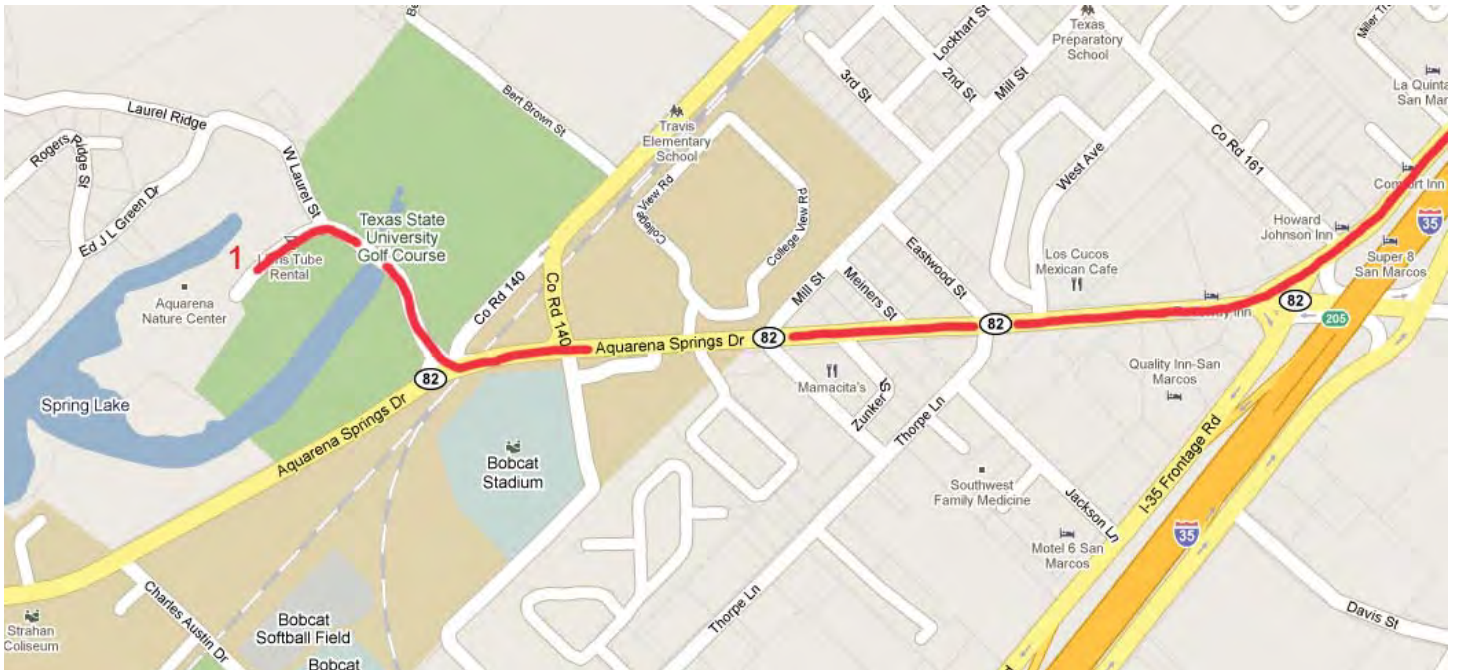 Laurel Ridge
Rogers
Ridge St
Ed J L Green Dr
W Laurel St
1
Lions Tube
Rental
Aquarena
Nature Center
Spring Lake
Texas State
University
Golf Course
Bert Brown St
Travis
Elementary
School
Co Rd 140
Co Rd 140
College View Rd
College View Rd
3rd St
2nd St
Lockhart St
Mill St
Texas
Preparatory
School
West Ave
Co Rd 161
La Quinta
Comfort Inn
Howard
Johnson Inn
35
Super 8
San Marcos
Los Cucos
Mexican Cafe
Eastwood St
Meiners St
Mill St
82
Aquarena Springs Dr
82
82
82
205
Aquarena Springs Dr
Bobcat
Stadium
Mamacita's
Zunker S
Thorpe Ln
Quality Inn-San
Marcos
Southwest
Family Medicine
Jackson Ln
I-35 Frontage Rd
35
Motel 6 San
Marcos
Thorpe Ln
Davis St
Strahan
Coliseum
Charles Austin Dr
Bobcat
Softball Field
Bobcat